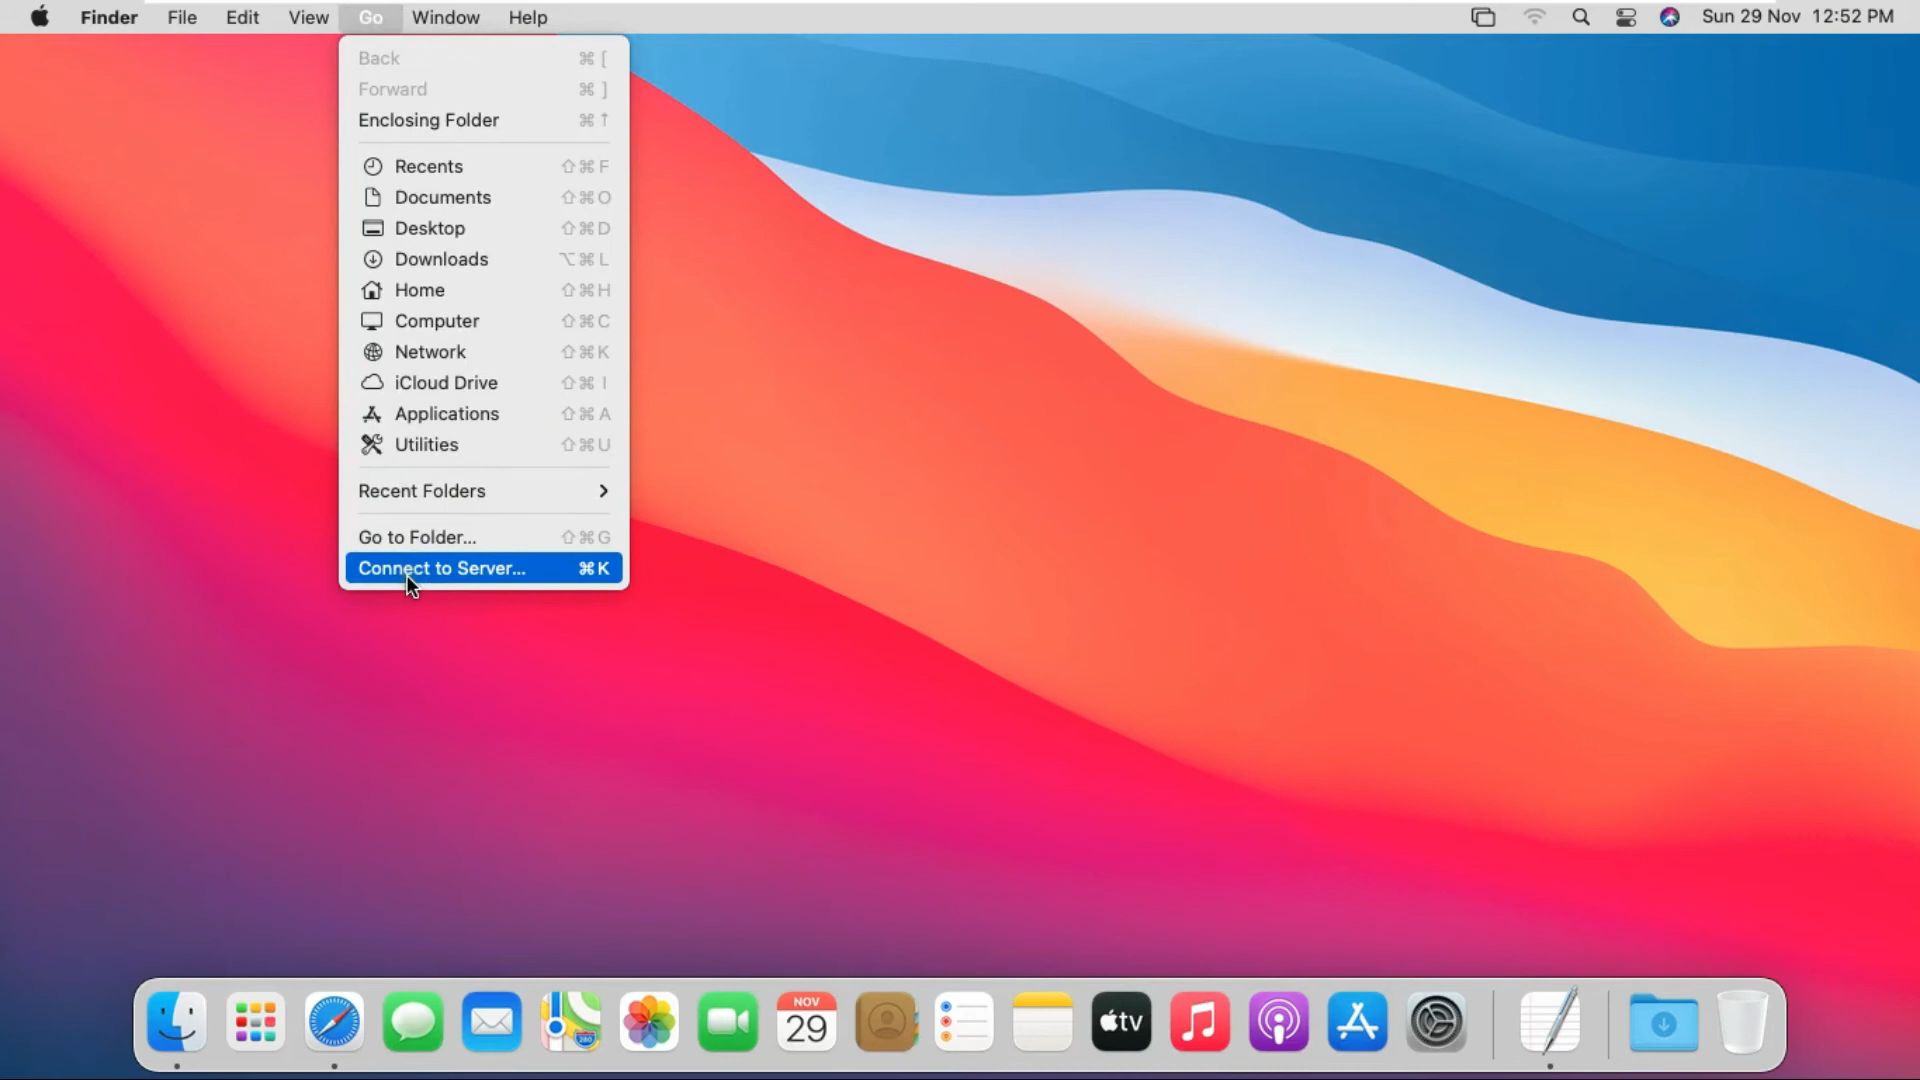 Finder File Edit View Go Window Help Sun 29 Nov 12:52 PM
Back ⌘ [
Forward ⌘ ]
Enclosing Folder ⌘ ↑
Recents ⇧⌘F
Documents ⇧⌘O
Desktop ⇧⌘D
Downloads ⌥⌘L
Home ⇧⌘H
Computer ⇧⌘C
Network ⇧⌘K
iCloud Drive ⇧⌘I
Applications ⇧⌘A
Utilities ⇧⌘U
Recent Folders >
Go to Folder... ⇧⌘G
Connect to Server... ⌘K
280
NOV
29
tv